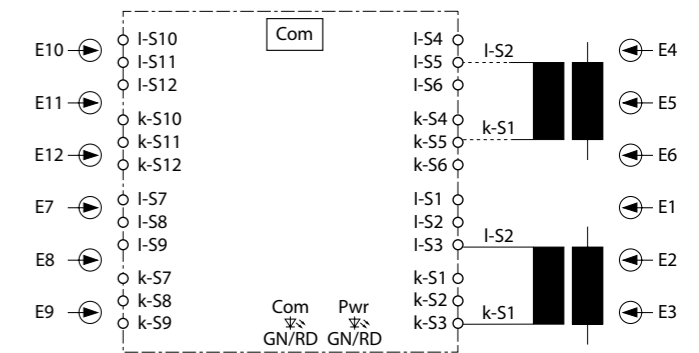 Com
E10
E11
E12
E7
E8
E9
l-S10
l-S11
l-S12
k-S10
k-S11
k-S12
l-S7
l-S8
l-S9
k-S7
k-S8
k-S9
Com Pwr
GN/RD GN/RD
l-S4
l-S5
l-S6
k-S4
k-S5
k-S6
l-S1
l-S2
l-S3
k-S1
k-S2
k-S3
l-S2
k-S1
l-S2
k-S1
E4
E5
E6
E1
E2
E3